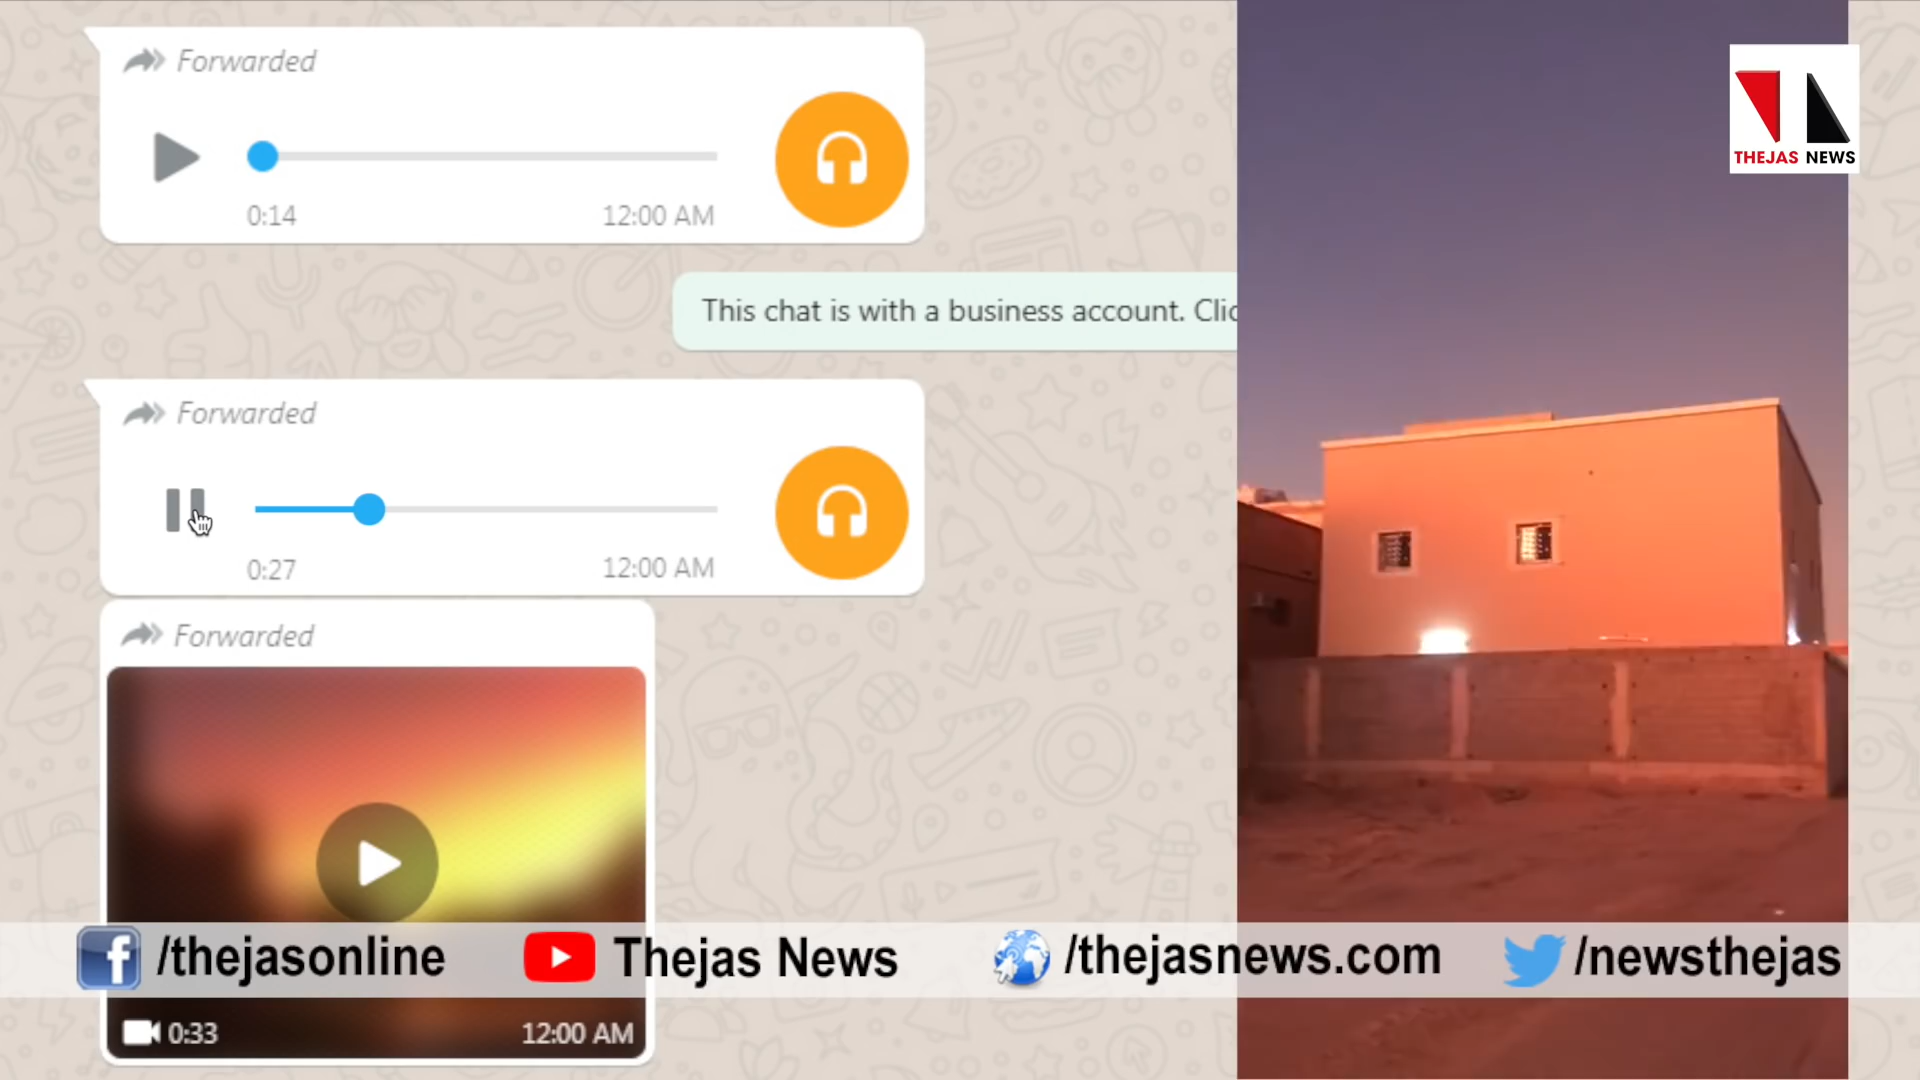 Forwarded
0:14
12:00 AM
THEJAS NEWS
This chat is with a business account.
Forwarded
0:27
12:00 AM
Forwarded
/thejasonline
Thejas News
/thejasnews.com
/newsthejas
0:33
12:00 AM